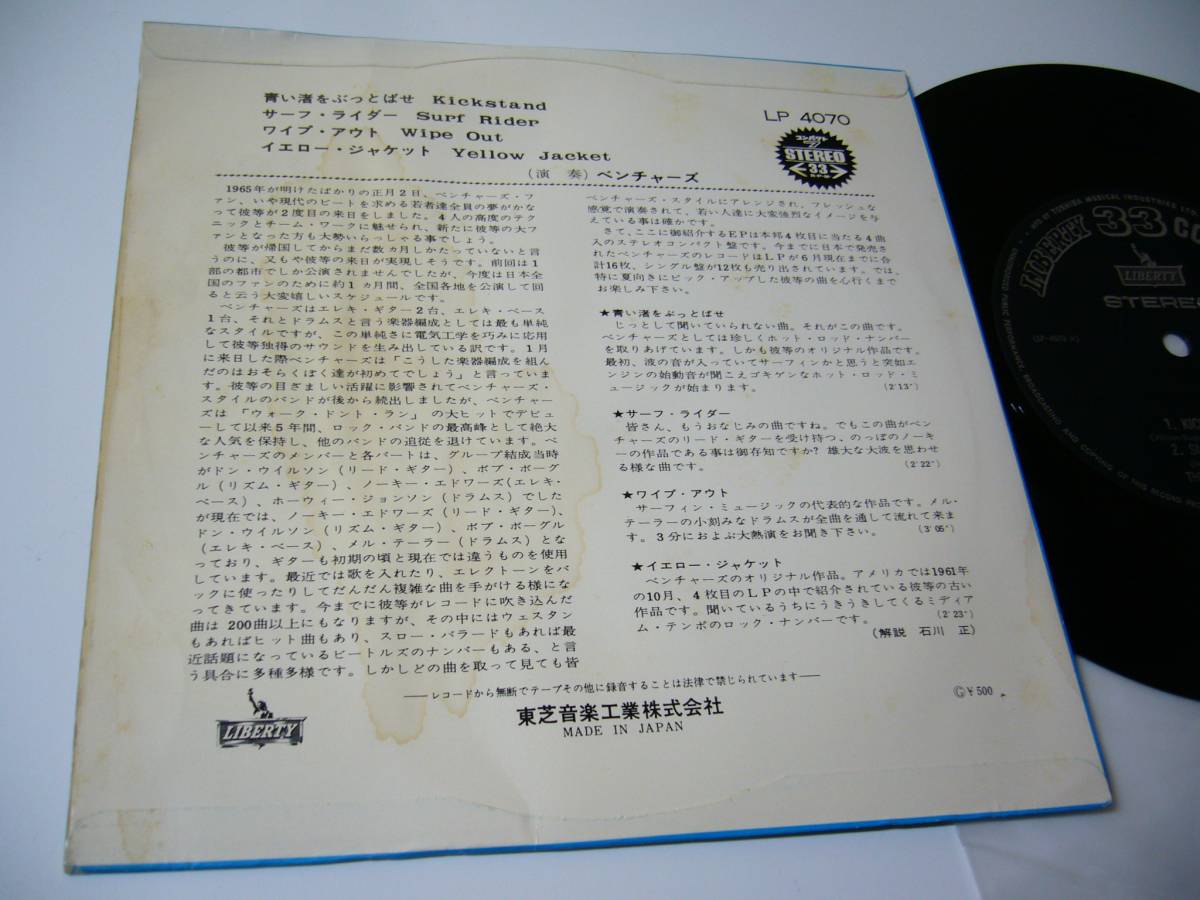 青い渚をぶっとばせ Kickstand
サーフ・ライダー Surf Rider
ワイプ・アウト Wipe Out
イエロー・ジャケット Yellow Jacket
(演 奏) ベンチャーズ
LP 4070
コンパクト
STEREO
33
1965年が明けたばかりの正月2日、ベンチャーズ・フ
ァン、いや現代のビートを求める若者達全員の夢がかな
って彼等が2度目の来日をしました。4人の高度のテク
ニックとチーム・ワークに魅せられ、新たに彼等の大フ
ァンとなった方も大勢いらっしゃる事でしょう。
彼等が帰国してからまだ数ヵ月しかたっていないと言
うのに、又もや彼等の来日が実現しそうです。前回は1
部の都市でしか公演されませんでしたが、今度は日本全
国のファンのために約1ヵ月間、全国各地を公演して回
ると云う大変嬉しいスケジュールです。
ベンチャーズはエレキ・ギター2台、エレキ・ベース
1台、それとドラムスと言う楽器編成としては最も単純
なスタイルですが、この単純さに電気工学を巧みに応用
して彼等独得のサウンドを生み出している訳です。1月
に来日した際ベンチャーズは「こうした楽器編成を組ん
だのはおそらくぼく達が初めてでしょう」と言っていま
す。彼等の目ざましい活躍に影響されてベンチャーズ・
スタイルのバンドが後から続出しましたが、ベンチャー
ズは「ウォーク・ドント・ラン」の大ヒットでデビュ
ーして以来5年間、ロック・バンドの最高峰として絶大
な人気を保持し、他のバンドの追従を退けています。ベ
ンチャーズのメンバーと各パートは、グループ結成当時
がドン・ウイルソン(リード・ギター)、ボブ・ボーグ
ル(リズム・ギター)、ノーキー・エドワーズ(エレキ・
ベース)、ホーウィー・ジョンソン(ドラムス)でした
が現在では、ノーキー・エドワーズ(リード・ギター)、
ドン・ウイルソン(リズム・ギター)、ボブ・ボーグル
(エレキ・ベース)、メル・テーラー(ドラムス)とな
っており、ギターも初期の頃と現在では違うものを使用
しています。最近では歌を入れたり、エレクトーンをバ
ックに使ったりしてだんだん複雑な曲を手がける様にな
ってきています。今までに彼等がレコードに吹き込んだ
曲は200曲以上にもなりますが、その中にはウェスタン
もあればヒット曲もあり、スロー・バラードもあれば最
近話題になっているビートルズのナンバーもある、と言
う具合に多種多様です。しかしどの曲を取って見ても皆
ベンチャーズ・スタイルにアレンジされ、フレッシュな
感覚で演奏されて、若い人達に大変強烈なイメージを与
えている事は確かです。
さて、ここに御紹介するEPは本邦4枚目に当たる4曲
入のステレオコンパクト盤です。今までに日本で発売さ
れたベンチャーズのレコードはLPが6月現在までに合
計16枚、シングル盤が12枚も売り出されています。では、
特に夏向きにピック・アップした彼等の曲を心行くまで
お楽しみ下さい。
★青い渚をぶっとばせ
じっとして聞いていられない曲。それがこの曲です。
ベンチャーズとしては珍しくホット・ロッド・ナンバー
を取りあげています。しかも彼等のオリジナル作品です。
最初、波の音が入っていてサーフィンかと思うと突如エ
ンジンの始動音が聞こえゴキゲンなホット・ロッド・ミ
ュージックが始まります。 (2′13″)
★サーフ・ライダー
皆さん、もうおなじみの曲ですね。でもこの曲がベン
チャーズのリード・ギターを受け持つ、のっぽのノーキ
ーの作品である事は御存知ですか? 雄大な大波を思わせ
る様な曲です。 (2′22″)
★ワイプ・アウト
サーフィン・ミュージックの代表的な作品です。メル・
テーラーの小刻みなドラムスが全曲を通して流れて来ま
す。3分におよぶ大熱演をお聞き下さい。 (3′05″)
★イエロー・ジャケット
ベンチャーズのオリジナル作品。アメリカでは1961年
の10月、4枚目のLPの中で紹介されている彼等の古い
作品です。聞いているうちにうきうきしてくるミディア
ム・テンポのロック・ナンバーです。 (2′23″)
(解説 石川 正)
——レコードから無断でテープその他に録音することは法律で禁じられています——
東芝音楽工業株式会社
MADE IN JAPAN
Ⓖ¥500
LIBERTY
LIBERTY 33 CO
LIBERTY
STEREO
1. KIC
2. S